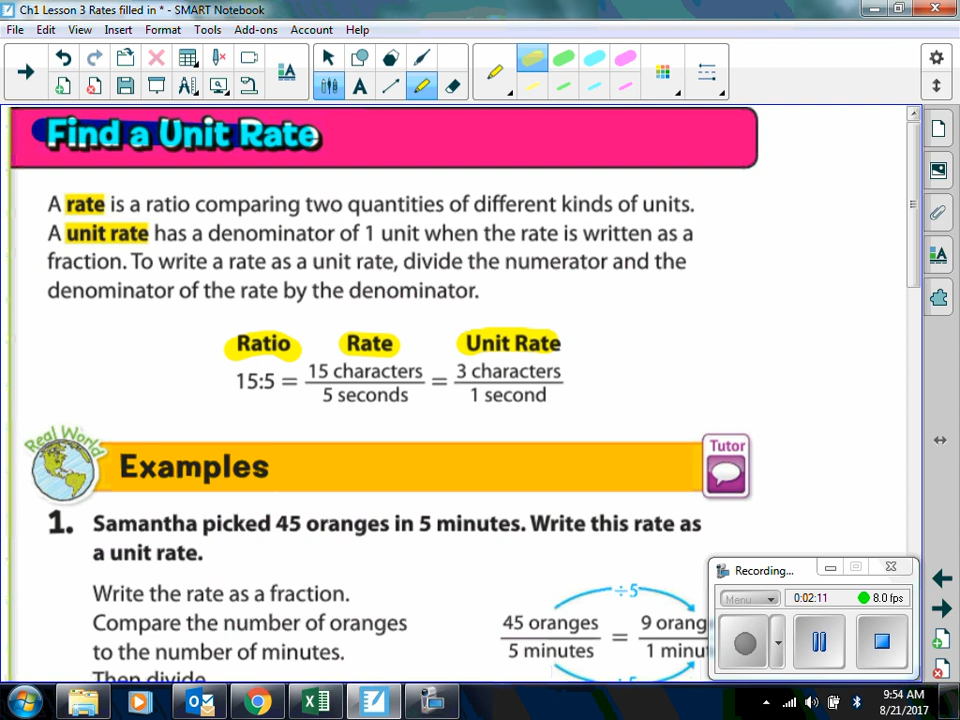 Ch1 Lesson 3 Rates filled in * - SMART Notebook
File Edit View Insert Format Tools Add-ons Account Help
Find a Unit Rate
A rate is a ratio comparing two quantities of different kinds of units.
A unit rate has a denominator of 1 unit when the rate is written as a
fraction. To write a rate as a unit rate, divide the numerator and the
denominator of the rate by the denominator.
Ratio Rate Unit Rate
15:5 = 15 characters / 5 seconds = 3 characters / 1 second
Real World
Examples
Tutor
1. Samantha picked 45 oranges in 5 minutes. Write this rate as
a unit rate.
Write the rate as a fraction.
Compare the number of oranges
to the number of minutes.
Then divide
÷5
45 oranges / 5 minutes = 9 orang / 1 minu
Recording...
Menu 0:02:11 8.0 fps
9:54 AM
8/21/2017